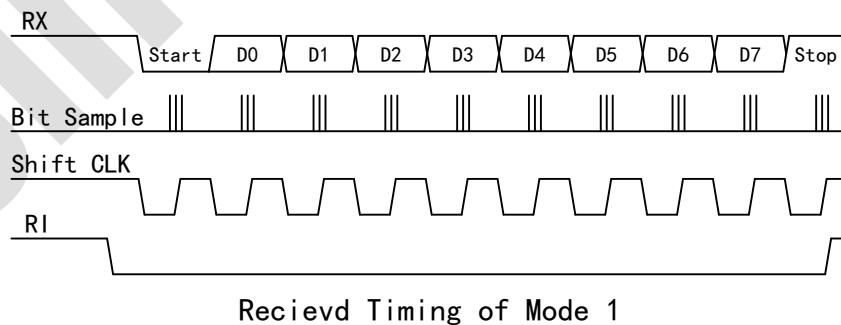 RX
Start D0 D1 D2 D3 D4 D5 D6 D7 Stop
Bit Sample
Shift CLK
RI
Recievd Timing of Mode 1